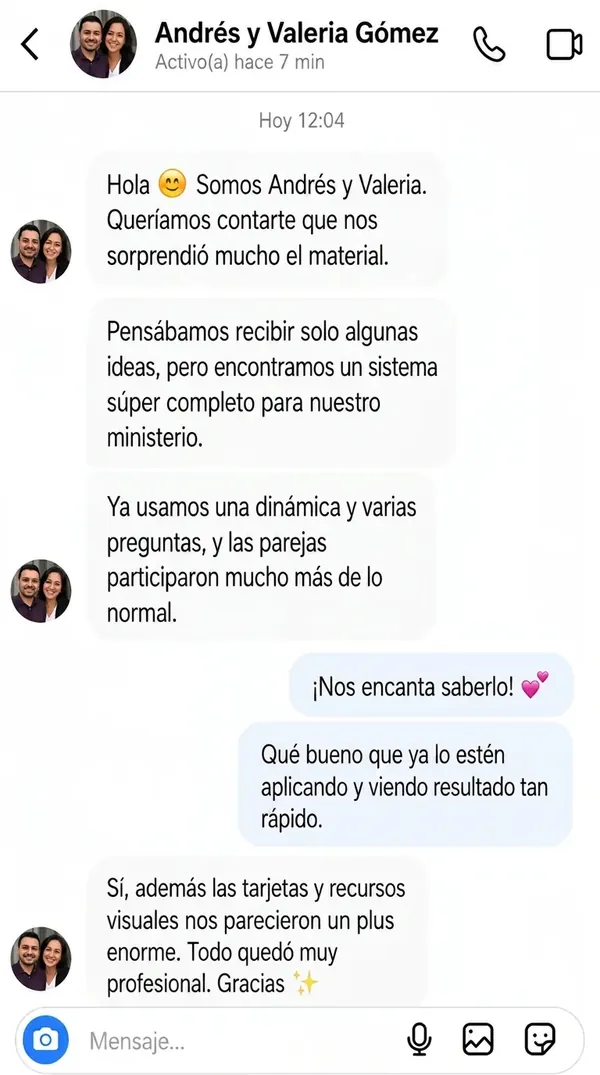 Andrés y Valeria Gómez
Activo(a) hace 7 min
Hoy 12:04
Hola 😊 Somos Andrés y Valeria.
Queríamos contarte que nos
sorprendió mucho el material.
Pensábamos recibir solo algunas
ideas, pero encontramos un sistema
súper completo para nuestro
ministerio.
Ya usamos una dinámica y varias
preguntas, y las parejas
participaron mucho más de lo
normal.
¡Nos encanta saberlo! 💕
Qué bueno que ya lo estén
aplicando y viendo resultado tan
rápido.
Sí, además las tarjetas y recursos
visuales nos parecieron un plus
enorme. Todo quedó muy
profesional. Gracias ✨
Mensaje...